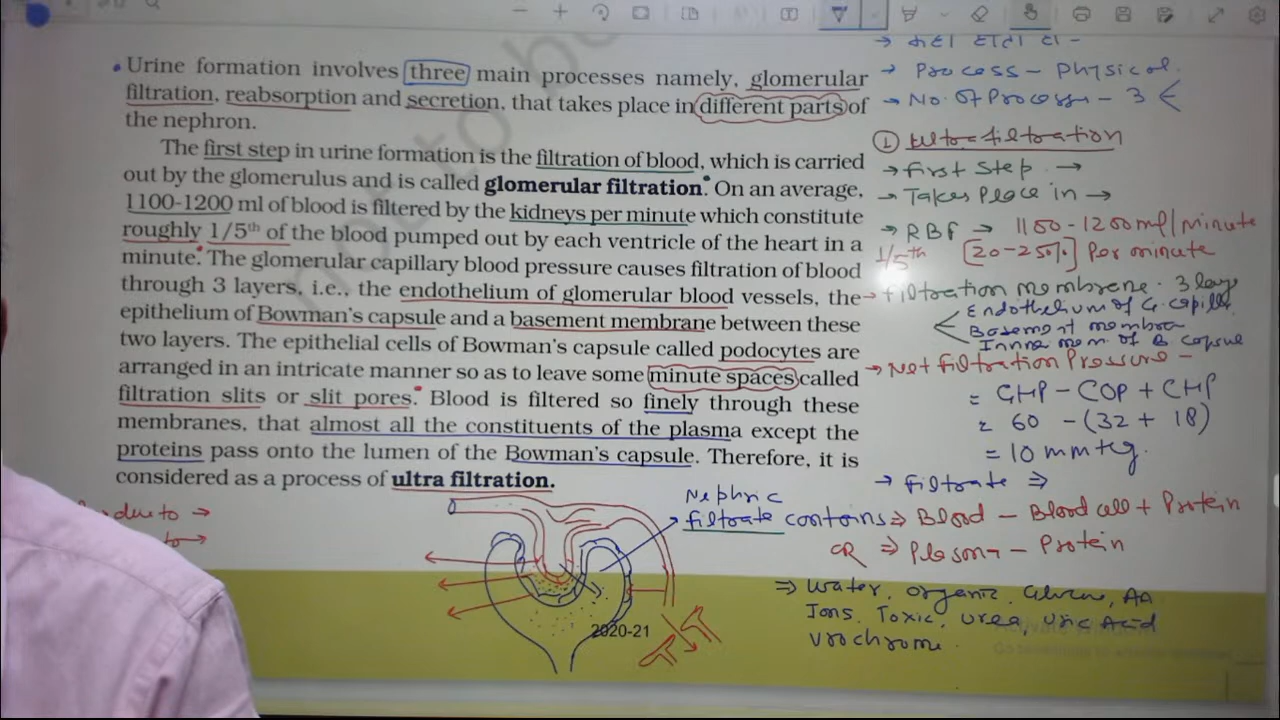 Urine formation involves three main processes namely, glomerular
filtration, reabsorption and secretion, that takes place in different parts of
the nephron.
The first step in urine formation is the filtration of blood, which is carried
out by the glomerulus and is called glomerular filtration. On an average,
1100-1200 ml of blood is filtered by the kidneys per minute which constitute
roughly 1/5th of the blood pumped out by each ventricle of the heart in a
minute. The glomerular capillary blood pressure causes filtration of blood
through 3 layers, i.e., the endothelium of glomerular blood vessels, the
epithelium of Bowman's capsule and a basement membrane between these
two layers. The epithelial cells of Bowman's capsule called podocytes are
arranged in an intricate manner so as to leave some minute spaces called
filtration slits or slit pores. Blood is filtered so finely through these
membranes, that almost all the constituents of the plasma except the
proteins pass onto the lumen of the Bowman's capsule. Therefore, it is
considered as a process of ultra filtration.
→ Process - Physical.
→ No. of Process - 3
① Ultrafiltration
→ First Step →
→ Takes Place in →
→ RBF → 1100-1200ml/minute
1/5th [20-25%] Per minute
→ filtration membrane. 3 layer
Endothelium of G. capill
Basement membra
mem of B capsue
→ Net filtration Pressure -
= GHP - COP + CHP
= 60 - (32 + 18)
= 10 mmHg.
→ filtrate ⇒
Nephric
filtrate contains ⇒ Blood - Blood cell + Protein
OR ⇒ Plasma - Protein
⇒ Water, organic, Glucose, AA
Ions, Toxic, Urea, Uric Acid
Urochrome.
due to →
to →
2020-21